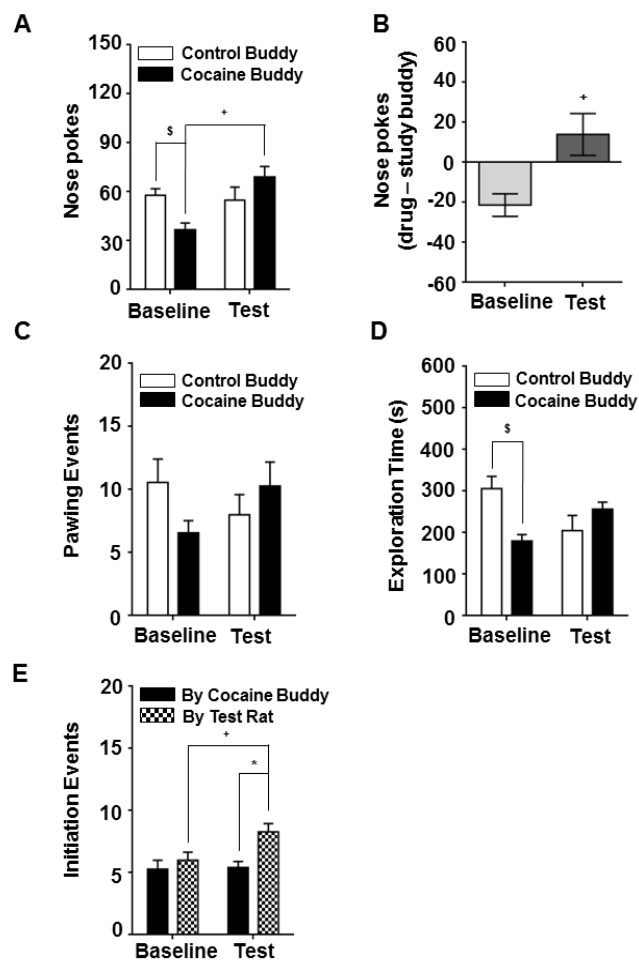 A
150
120
90
60
30
0
Nose pokes
Control Buddy
Cocaine Buddy
$
+
Baseline
Test
B
60
40
20
0
-20
-40
-60
Nose pokes
(drug – study buddy)
+
Baseline
Test
C
20
15
10
5
0
Pawing Events
Control Buddy
Cocaine Buddy
Baseline
Test
D
600
500
400
300
200
100
0
Exploration Time (s)
Control Buddy
Cocaine Buddy
$
Baseline
Test
E
20
15
10
5
0
Initiation Events
By Cocaine Buddy
By Test Rat
+
*
Baseline
Test